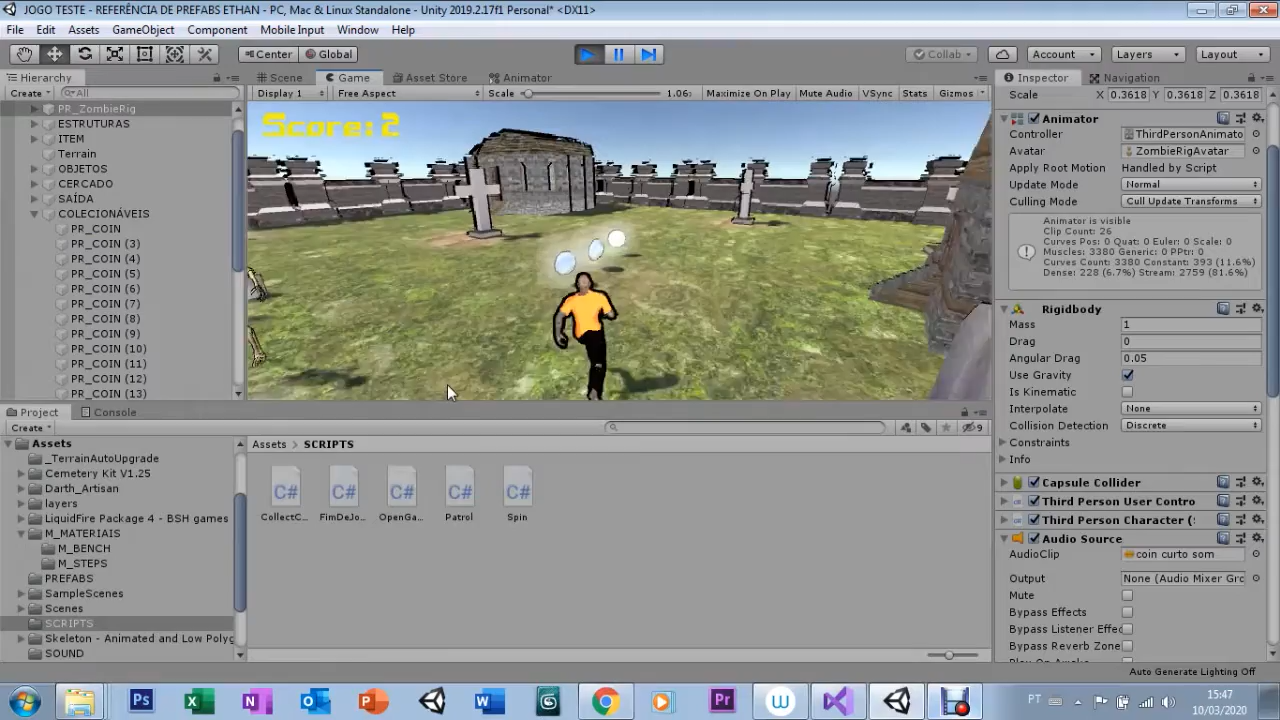 JOGO TESTE - REFERÊNCIA DE PREFABS ETHAN - PC, Mac & Linux Standalone - Unity 2019.2.17f1 Personal* <DX11>
File Edit Assets GameObject Component Mobile Input Window Help
Center Global Collab Account Layers Layout
Hierarchy Scene Game Asset Store Animator Inspector Navigation
Create All Display 1 Free Aspect Scale 1.06x Maximize On Play Mute Audio VSync Stats Gizmos
Scale X 0.3618 Y 0.3618 Z 0.3618
PR_ZombieRig
ESTRUTURAS
ITEM
Terrain
OBJETOS
CERCADO
SAÍDA
COLECIONÁVEIS
PR_COIN
PR_COIN (3)
PR_COIN (4)
PR_COIN (5)
PR_COIN (6)
PR_COIN (7)
PR_COIN (8)
PR_COIN (9)
PR_COIN (10)
PR_COIN (11)
PR_COIN (12)
PR_COIN (13)
Score:2
Animator
Controller ThirdPersonAnimato
Avatar ZombieRigAvatar
Apply Root Motion Handled by Script
Update Mode Normal
Culling Mode Cull Update Transforms
Animator is visible
Clip Count: 26
Curves Pos: 0 Quat: 0 Euler: 0 Scale: 0
Muscles: 3380 Generic: 0 PPtr: 0
Curves Count: 3380 Constant: 393 (11.6%)
Dense: 228 (6.7%) Stream: 2759 (81.6%)
Rigidbody
Mass 1
Drag 0
Angular Drag 0.05
Use Gravity
Is Kinematic
Interpolate None
Collision Detection Discrete
Constraints
Info
Capsule Collider
Third Person User Contro
Third Person Character (
Audio Source
AudioClip coin curto som
Output None (Audio Mixer Gro
Mute
Bypass Effects
Bypass Listener Effec
Bypass Reverb Zone
Auto Generate Lighting Off
Project Console
Create 9
Assets
_TerrainAutoUpgrade
Cemetery Kit V1.25
Darth_Artisan
layers
LiquidFire Package 4 - BSH games
M_MATERIAIS
M_BENCH
M_STEPS
PREFABS
SampleScenes
Scenes
SCRIPTS
Skeleton - Animated and Low Polyg
SOUND
Assets > SCRIPTS
C# C# C# C# C#
CollectC... FimDeJo... OpenGa... Patrol Spin
PT 15:47
10/03/2020